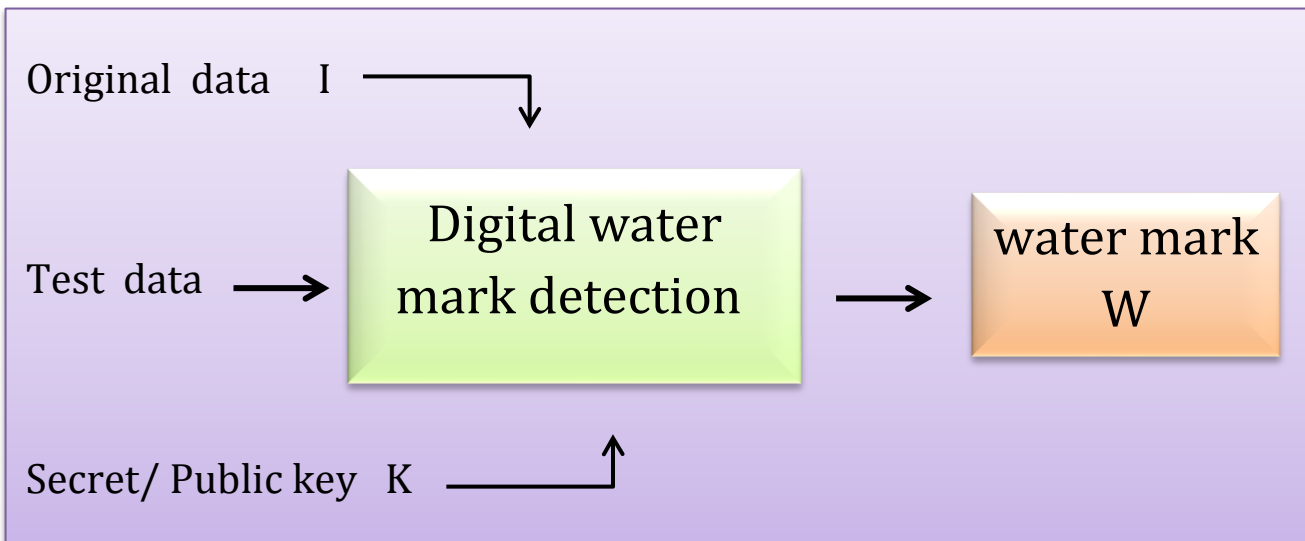 Original data I
Digital water
mark detection
Test data
water mark
W
Secret/ Public key K